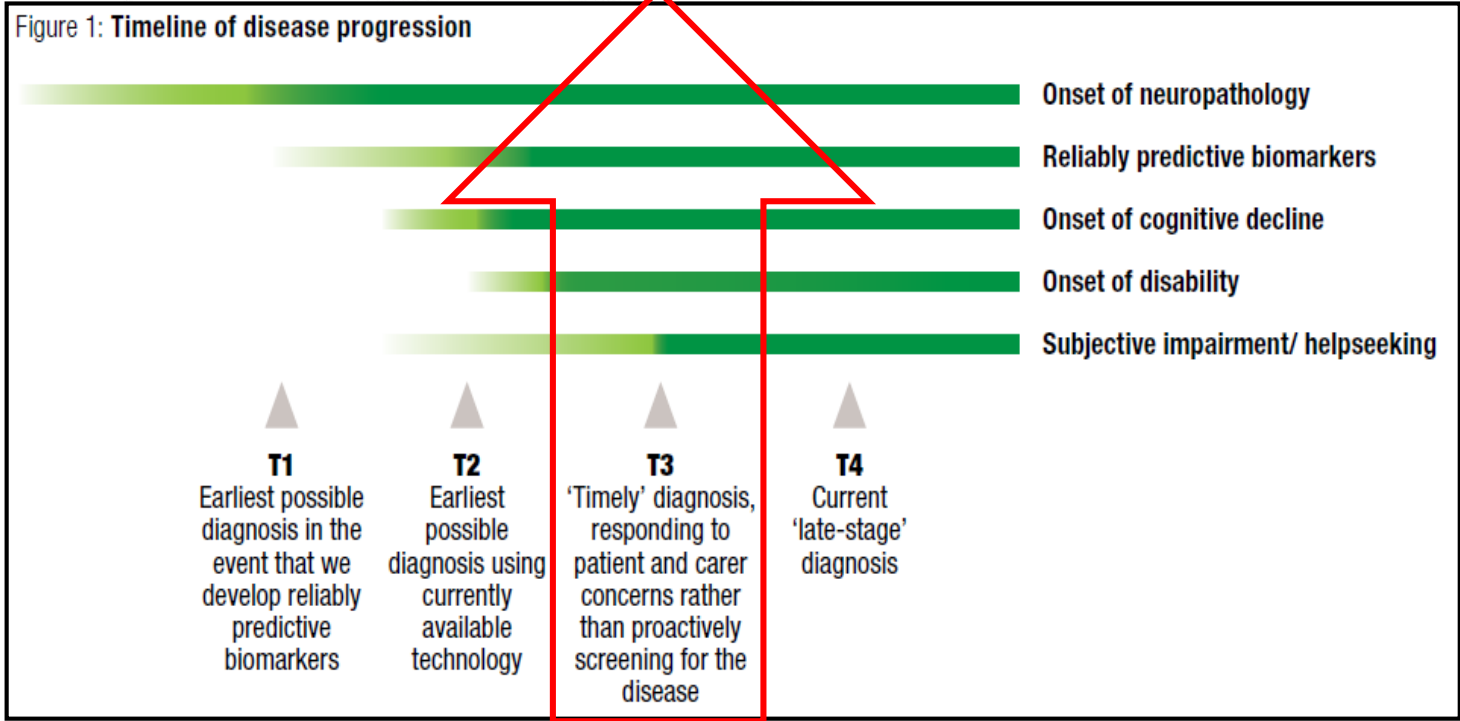 Figure 1: Timeline of disease progression
Onset of neuropathology
Reliably predictive biomarkers
Onset of cognitive decline
Onset of disability
Subjective impairment/ helpseeking
T1
Earliest possible
diagnosis in the
event that we
develop reliably
predictive
biomarkers
T2
Earliest
possible
diagnosis using
currently
available
technology
T3
‘Timely’ diagnosis,
responding to
patient and carer
concerns rather
than proactively
screening for the
disease
T4
Current
‘late-stage’
diagnosis